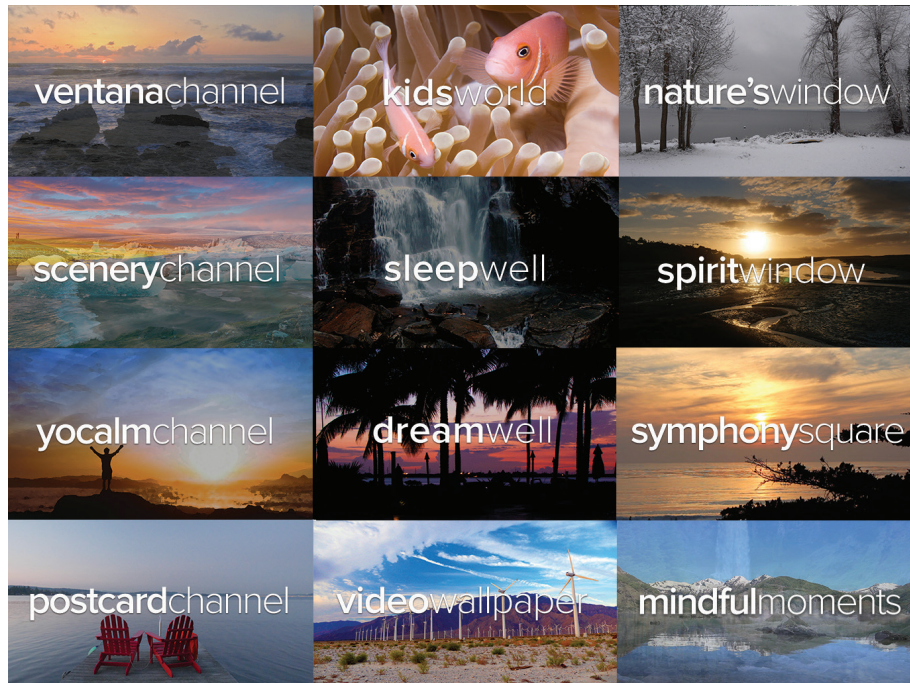 ventanachannel
kidsworld
nature'swindow
scenerychannel
sleepwell
spiritwindow
yocalmchannel
dreamwell
symphonysquare
postcardchannel
videowallpaper
mindfulmoments